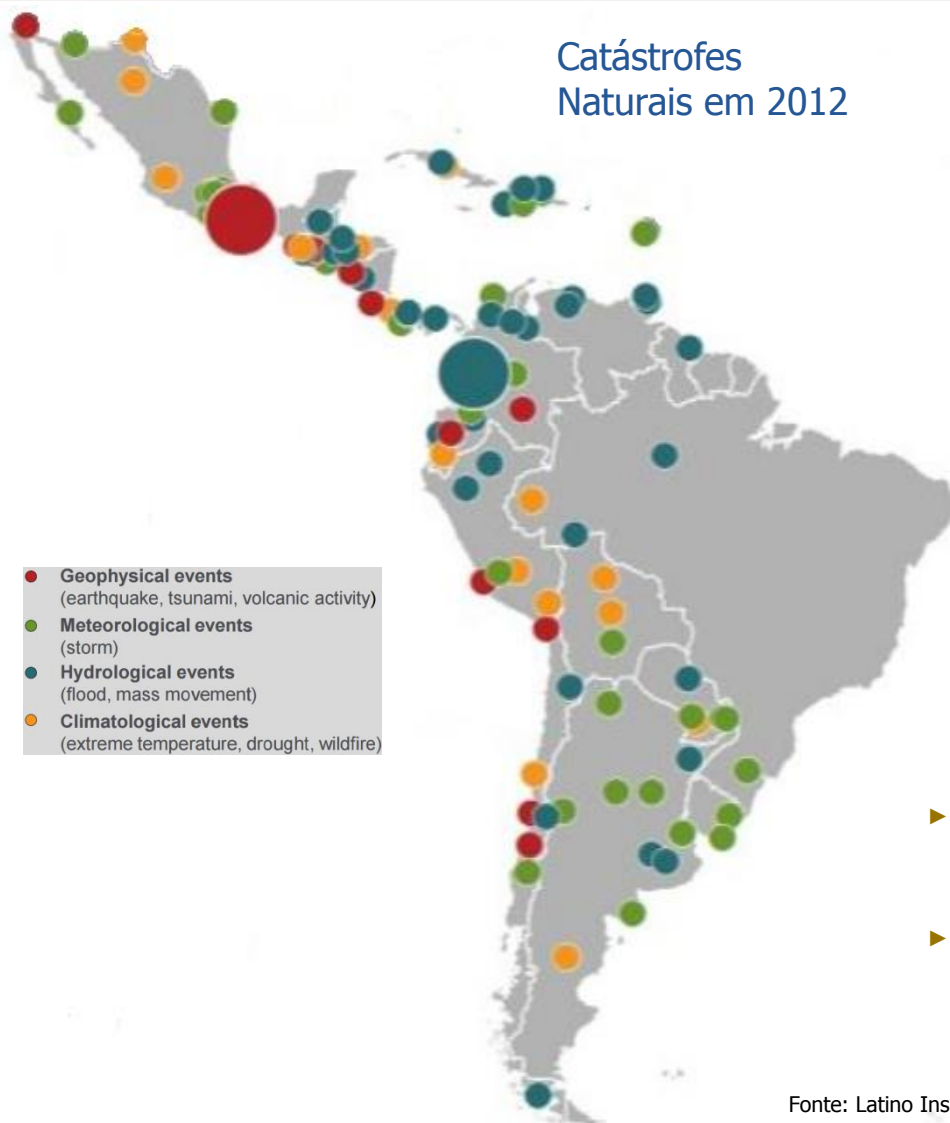 Catástrofes
Naturais em 2012
Geophysical events
(earthquake, tsunami, volcanic activity)
Meteorological events
(storm)
Hydrological events
(flood, mass movement)
Climatological events
(extreme temperature, drought, wildfire)
Fonte: Latino Ins